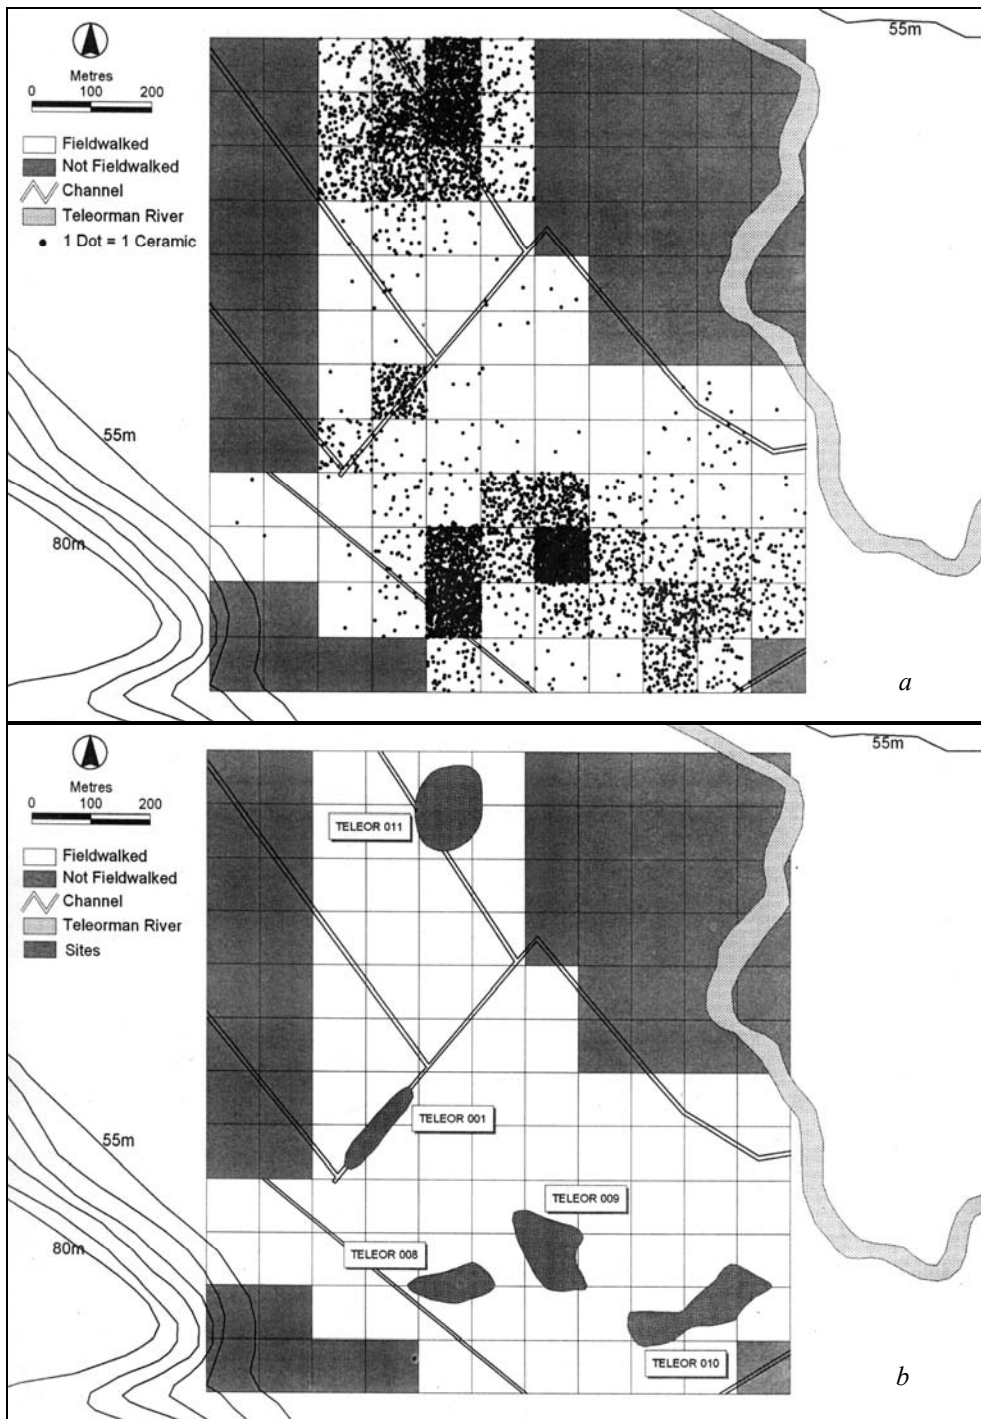 55m
Metres
0 100 200
Fieldwalked
Not Fieldwalked
Channel
Teleorman River
1 Dot = 1 Ceramic
55m
80m
a
55m
Metres
0 100 200
Fieldwalked
Not Fieldwalked
Channel
Teleorman River
Sites
TELEOR 011
TELEOR 001
55m
TELEOR 009
80m
TELEOR 008
TELEOR 010
b